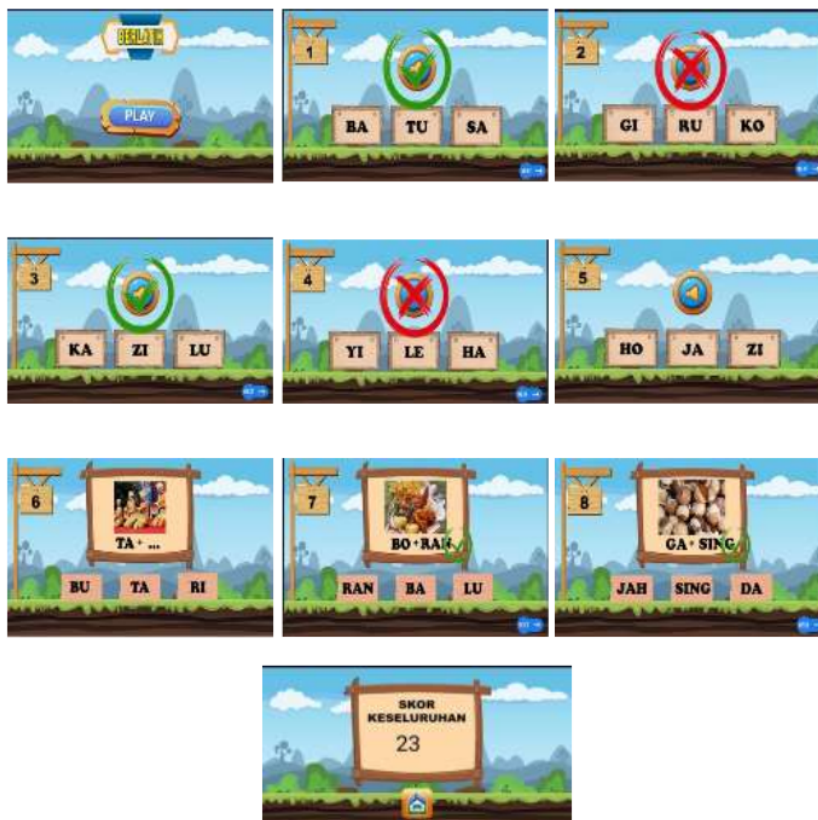 BERLATIH
PLAY
1
BA TU SA
2
GI RU KO
3
KA ZI LU
4
YI LE HA
5
HO JA ZI
6
TA + ...
BU TA RI
7
BO + RAN
RAN BA LU
8
GA + SING
JAH SING DA
SKOR
KESELURUHAN
23